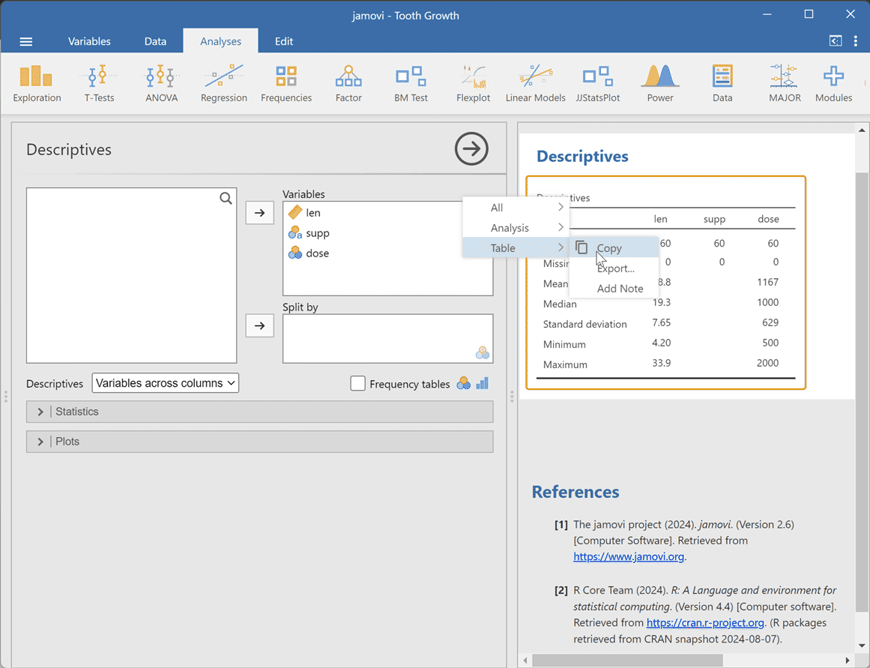 jamovi - Tooth Growth
Variables Data Analyses Edit
Exploration T-Tests ANOVA Regression Frequencies Factor BM Test Flexplot Linear Models JJStatsPlot Power Data MAJOR Modules
Descriptives
Variables
len
a supp
dose
Split by
Descriptives Variables across columns Frequency tables
Statistics
Plots
All
Analysis
Table
Copy
Export...
Add Note
Descriptives
tives
len supp dose
60 60 60
Missin 0 0 0
Mean 8.8 1167
Median 19.3 1000
Standard deviation 7.65 629
Minimum 4.20 500
Maximum 33.9 2000
References
[1] The jamovi project (2024). jamovi. (Version 2.6)
[Computer Software]. Retrieved from
https://www.jamovi.org.
[2] R Core Team (2024). R: A Language and environment for
statistical computing. (Version 4.4) [Computer software].
Retrieved from https://cran.r-project.org. (R packages
retrieved from CRAN snapshot 2024-08-07).